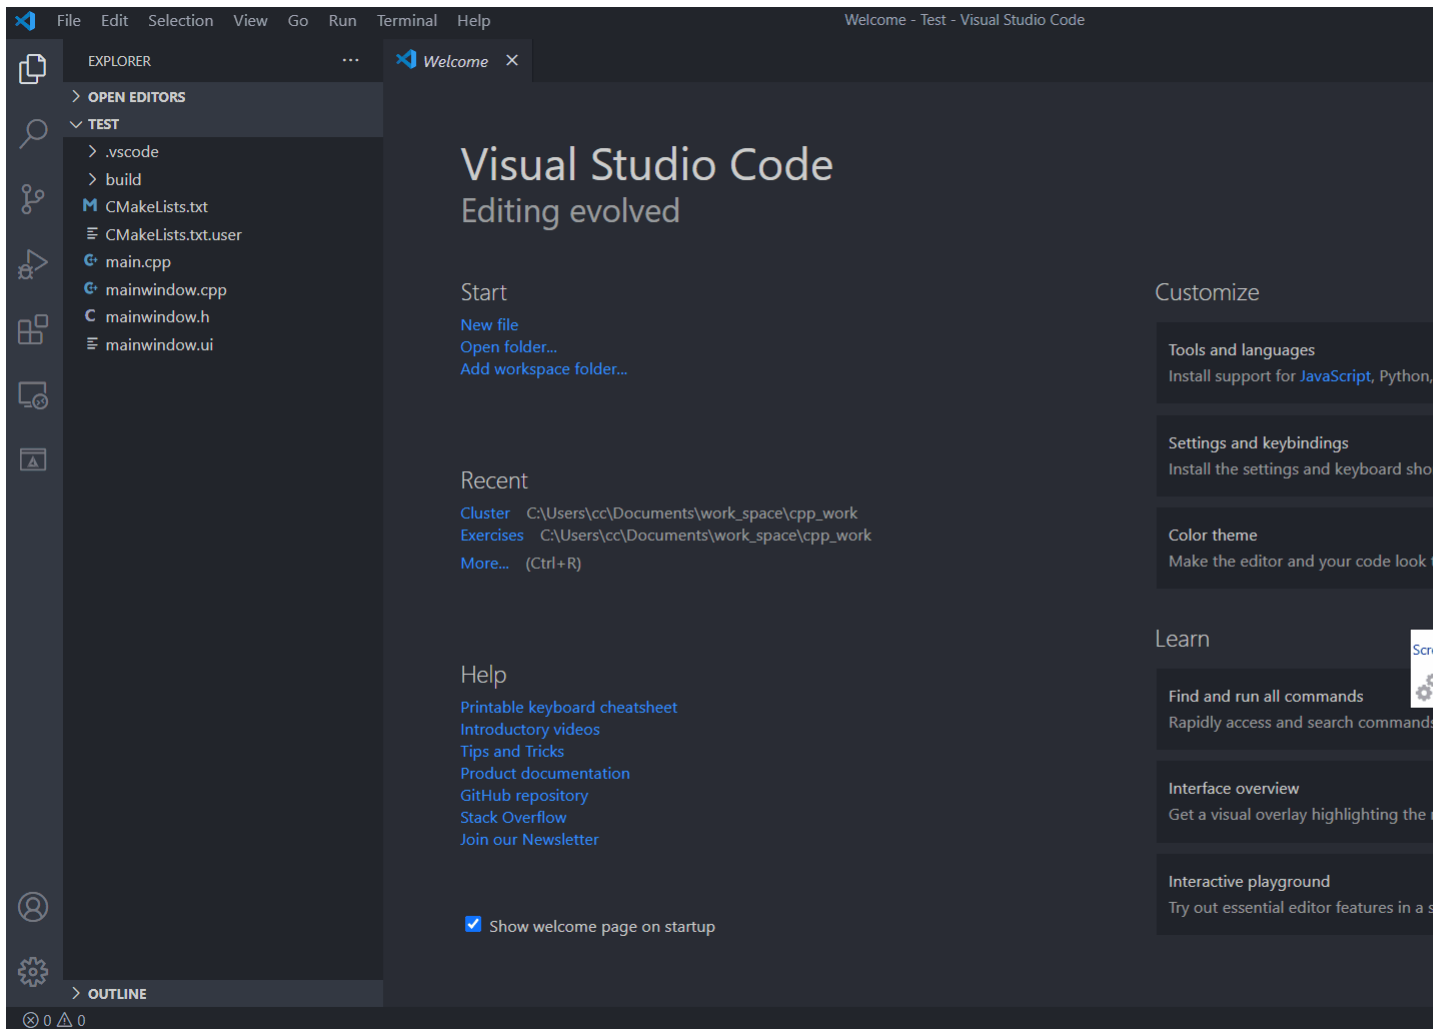 File Edit Selection View Go Run Terminal Help
Welcome - Test - Visual Studio Code
EXPLORER ...
Welcome
OPEN EDITORS
TEST
.vscode
build
M CMakeLists.txt
CMakeLists.txt.user
main.cpp
mainwindow.cpp
C mainwindow.h
mainwindow.ui
OUTLINE
Visual Studio Code
Editing evolved
Start
New file
Open folder...
Add workspace folder...
Recent
Cluster C:\Users\cc\Documents\work_space\cpp_work
Exercises C:\Users\cc\Documents\work_space\cpp_work
More... (Ctrl+R)
Help
Printable keyboard cheatsheet
Introductory videos
Tips and Tricks
Product documentation
GitHub repository
Stack Overflow
Join our Newsletter
Show welcome page on startup
Customize
Tools and languages
Install support for JavaScript, Python,
Settings and keybindings
Install the settings and keyboard sho
Color theme
Make the editor and your code look
Learn
Find and run all commands
Rapidly access and search commands
Interface overview
Get a visual overlay highlighting the
Interactive playground
Try out essential editor features in a s
Scr
0 0